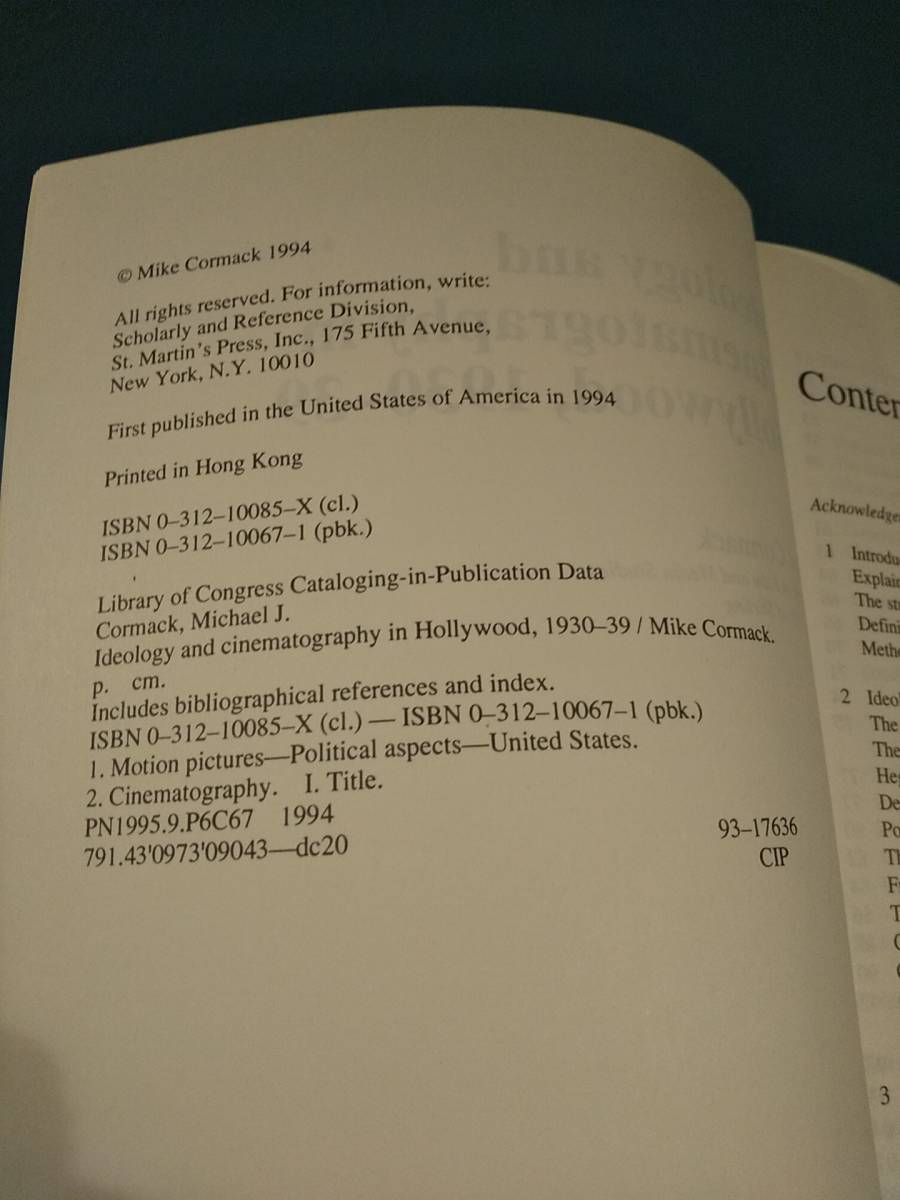 © Mike Cormack 1994
All rights reserved. For information, write:
Scholarly and Reference Division,
St. Martin's Press, Inc., 175 Fifth Avenue,
New York, N.Y. 10010
First published in the United States of America in 1994
Printed in Hong Kong
ISBN 0–312–10085–X (cl.)
ISBN 0–312–10067–1 (pbk.)
Library of Congress Cataloging-in-Publication Data
Cormack, Michael J.
Ideology and cinematography in Hollywood, 1930–39 / Mike Cormack.
p. cm.
Includes bibliographical references and index.
ISBN 0–312–10085–X (cl.) — ISBN 0–312–10067–1 (pbk.)
1. Motion pictures—Political aspects—United States.
2. Cinematography. I. Title.
PN1995.9.P6C67 1994
791.43'0973'09043—dc20
93–17636
CIP
Conter
Acknowledge
1 Introdu
Explai
The st
Defini
Meth
2 Ideo
The
The
He
De
Po
T
F
T
3